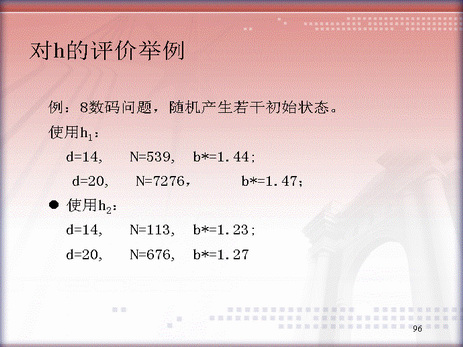 对h的评价举例
例：8数码问题，随机产生若干初始状态。
使用h₁：
d=14, N=539, b*=1.44;
d=20, N=7276, b*=1.47;
● 使用h₂：
d=14, N=113, b*=1.23;
d=20, N=676, b*=1.27
96